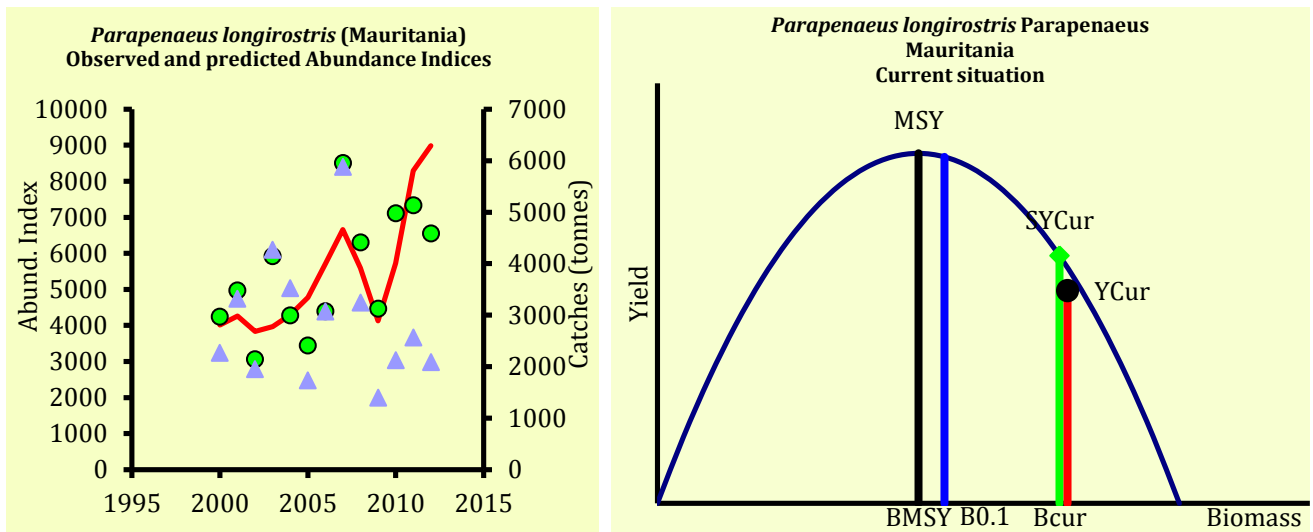 Parapenaeus longirostris (Mauritania)
Observed and predicted Abundance Indices
10000
9000
8000
7000
6000
5000
4000
3000
2000
1000
0
Abund. Index
7000
6000
5000
4000
3000
2000
1000
0
Catches (tonnes)
1995 2000 2005 2010 2015
Parapenaeus longirostris Parapenaeus
Mauritania
Current situation
MSY
SYCur
YCur
Yield
BMSY B0.1 Bcur Biomass